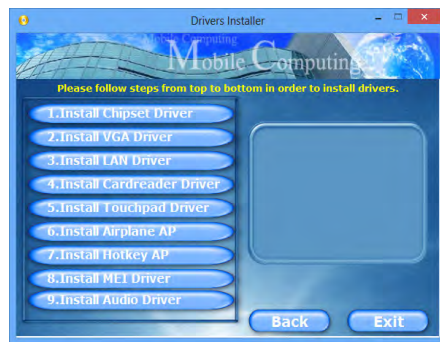 Drivers Installer
Mobile Computing
Mobile Computing
Please follow steps from top to bottom in order to install drivers.
1.Install Chipset Driver
2.Install VGA Driver
3.Install LAN Driver
4.Install Cardreader Driver
5.Install Touchpad Driver
6.Install Airplane AP
7.Install Hotkey AP
8.Install MEI Driver
9.Install Audio Driver
Back
Exit